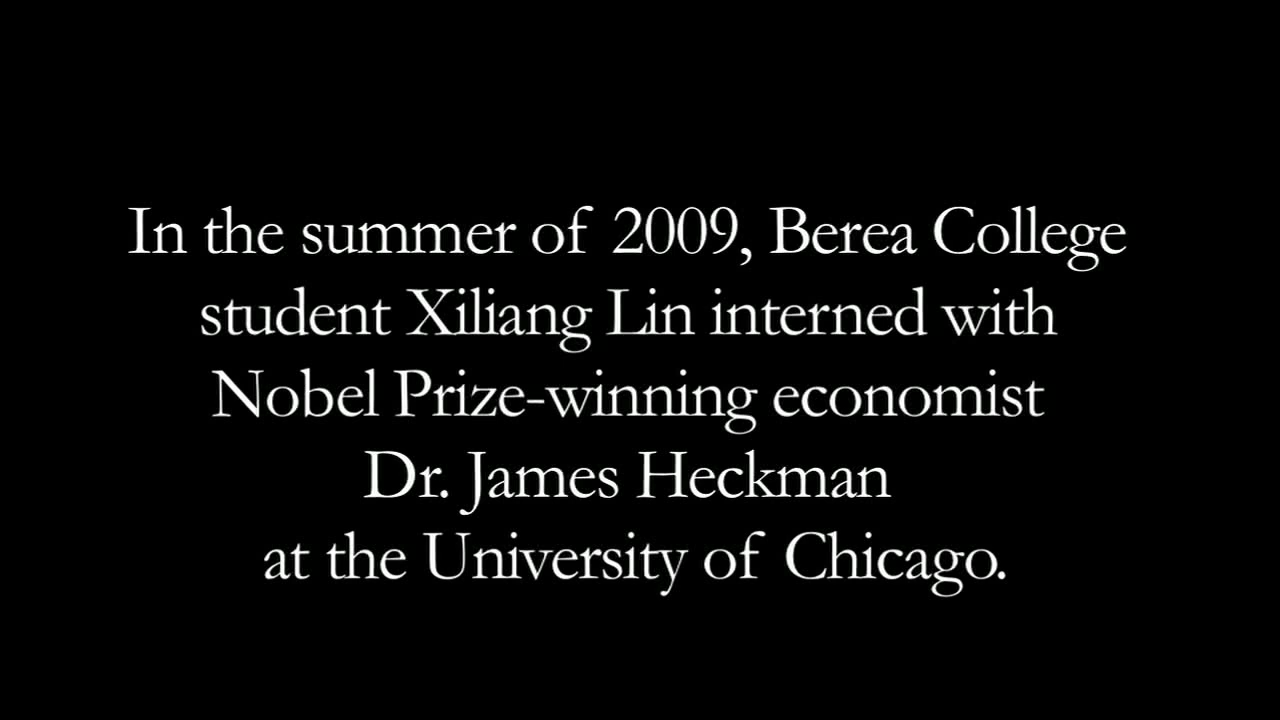 In the summer of 2009, Berea College
student Xiliang Lin interned with
Nobel Prize-winning economist
Dr. James Heckman
at the University of Chicago.